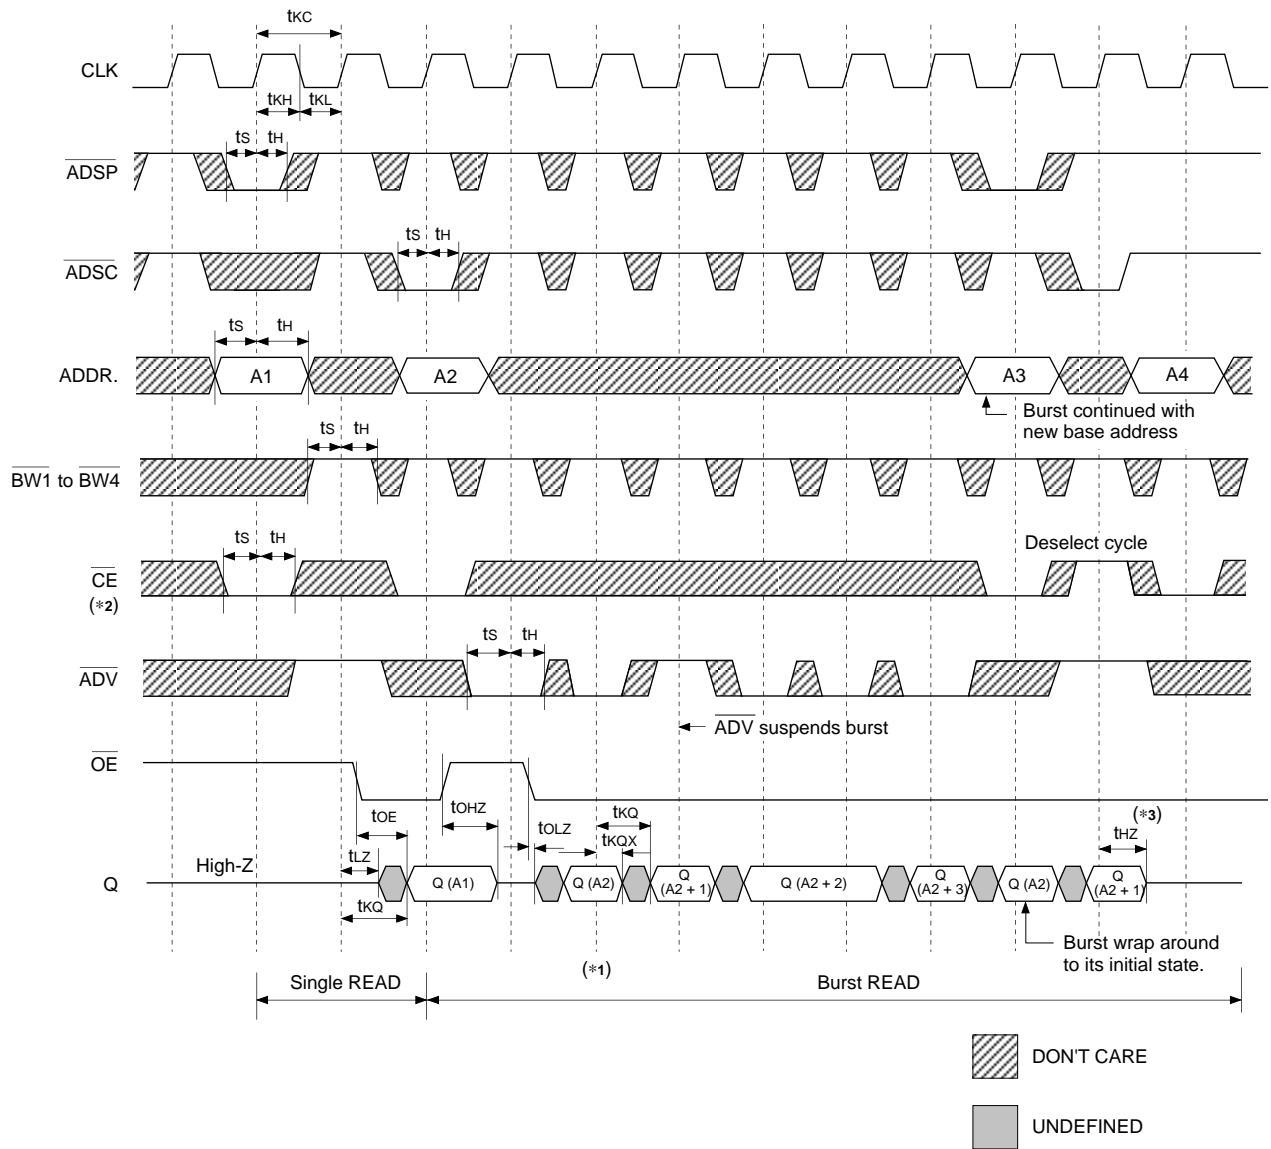 tKC
CLK
tKH tKL
tS tH
ADSP
tS tH
ADSC
tS tH
ADDR. A1 A2 A3 A4
Burst continued with
new base address
tS tH
BW1 to BW4
Deselect cycle
tS tH
CE
(*2)
tS tH
ADV
ADV suspends burst
OE
(*3)
tOE tOHZ tOLZ tKQ tHZ
tLZ tKQX
High-Z
Q Q (A1) Q (A2) Q (A2 + 1) Q (A2 + 2) Q (A2 + 3) Q (A2) Q (A2 + 1)
tKQ
Burst wrap around
to its initial state.
(*1)
Single READ Burst READ
DON'T CARE
UNDEFINED